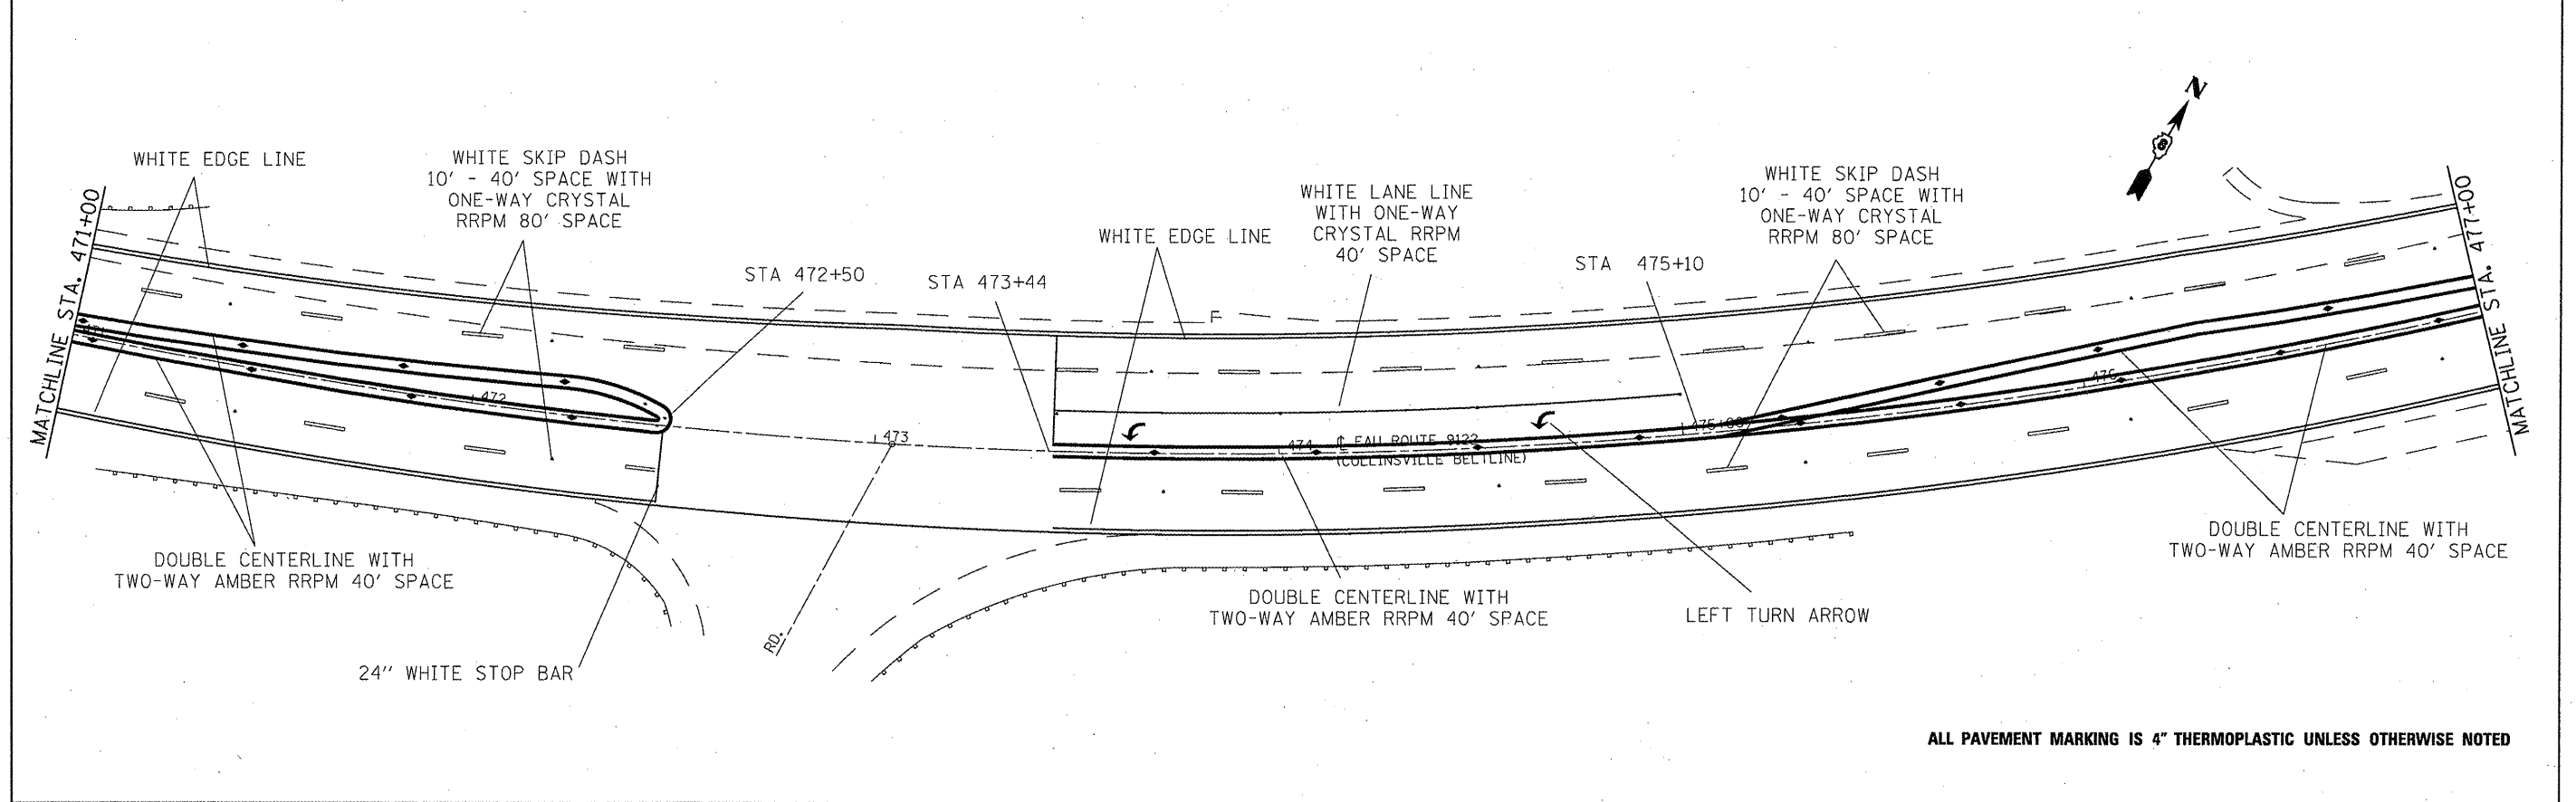 WHITE EDGE LINE
WHITE SKIP DASH
10' - 40' SPACE WITH
ONE-WAY CRYSTAL
RRPM 80' SPACE
STA 472+50
STA 473+44
WHITE EDGE LINE
WHITE LANE LINE
WITH ONE-WAY
CRYSTAL RRPM
40' SPACE
STA 475+10
WHITE SKIP DASH
10' - 40' SPACE WITH
ONE-WAY CRYSTAL
RRPM 80' SPACE
N
8
MATCHLINE STA. 471+00
MATCHLINE STA. 477+00
F
471
472
473
474
℄ FAU ROUTE 9122
(COLLINSVILLE BELTLINE)
475+00
476
DOUBLE CENTERLINE WITH
TWO-WAY AMBER RRPM 40' SPACE
24" WHITE STOP BAR
RD.
DOUBLE CENTERLINE WITH
TWO-WAY AMBER RRPM 40' SPACE
LEFT TURN ARROW
DOUBLE CENTERLINE WITH
TWO-WAY AMBER RRPM 40' SPACE
ALL PAVEMENT MARKING IS 4" THERMOPLASTIC UNLESS OTHERWISE NOTED